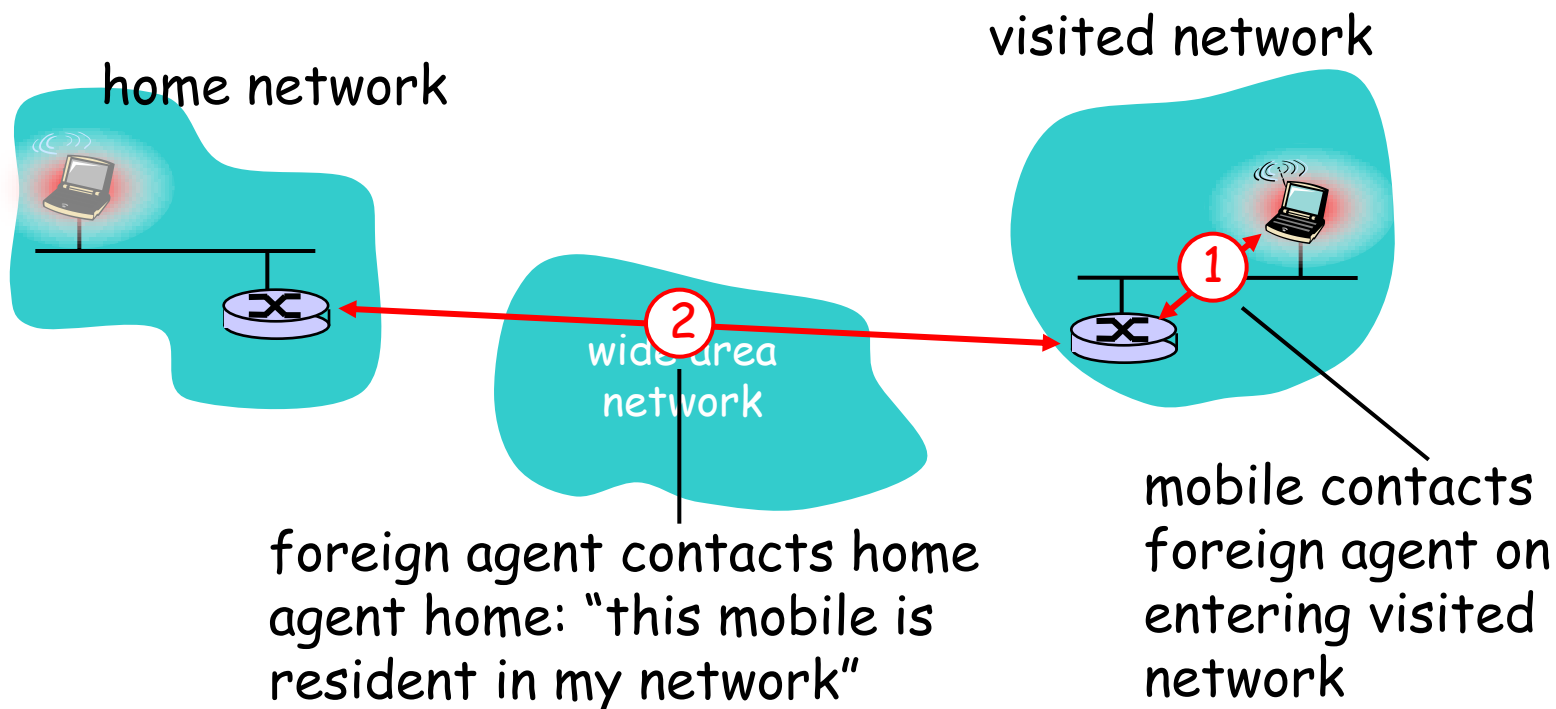 visited network
home network
1
2
wide area
network
foreign agent contacts home
agent home: “this mobile is
resident in my network”
mobile contacts
foreign agent on
entering visited
network